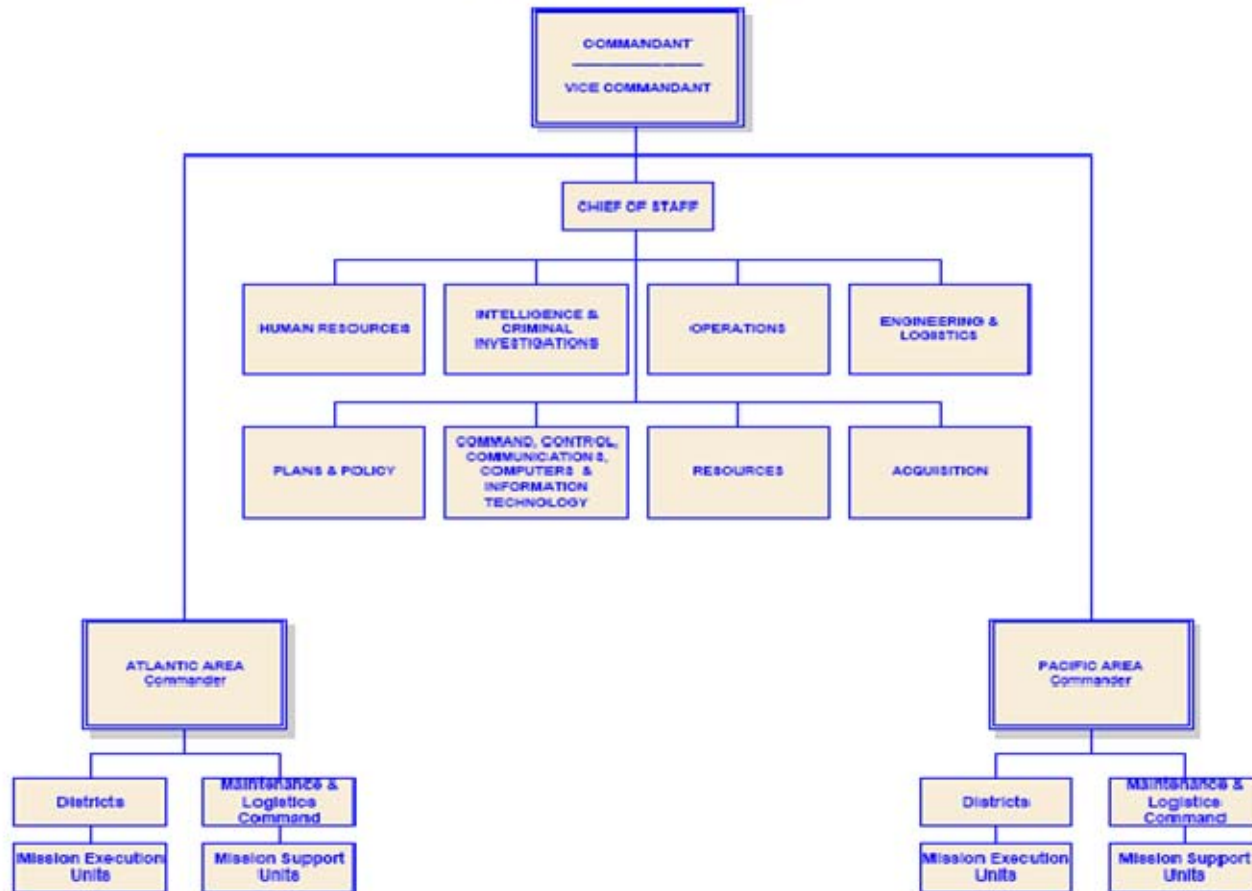 COMMANDANT
VICE COMMANDANT
CHIEF OF STAFF
HUMAN RESOURCES
INTELLIGENCE &
CRIMINAL
INVESTIGATIONS
OPERATIONS
ENGINEERING &
LOGISTICS
PLANS & POLICY
COMMAND, CONTROL,
COMMUNICATIONS,
COMPUTERS &
INFORMATION
TECHNOLOGY
RESOURCES
ACQUISITION
ATLANTIC AREA
Commander
PACIFIC AREA
Commander
Districts
Maintenance &
Logistics
Command
Districts
Maintenance &
Logistics
Command
Mission Execution
Units
Mission Support
Units
Mission Execution
Units
Mission Support
Units